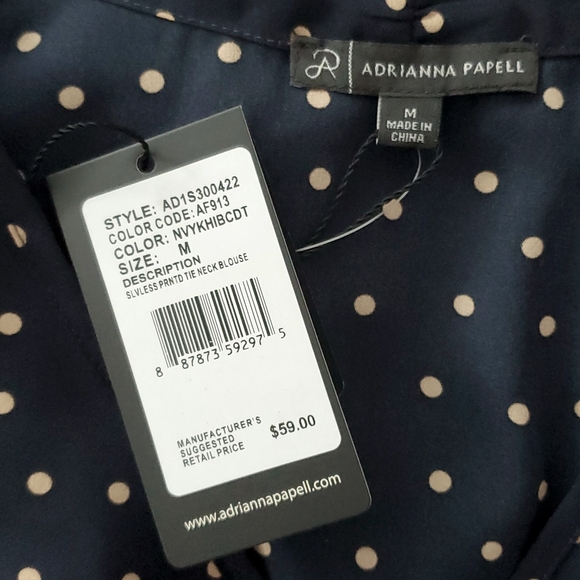 ADRIANNA PAPELL
M
MADE IN
CHINA
STYLE: AD1S300422
COLOR CODE: AF913
COLOR: NVYKHIBCDT
SIZE: M
DESCRIPTION
SLVLESS PRNTD TIE NECK BLOUSE
8 87873 59297 5
MANUFACTURER'S
SUGGESTED
RETAIL PRICE
$59.00
www.adriannapapell.com